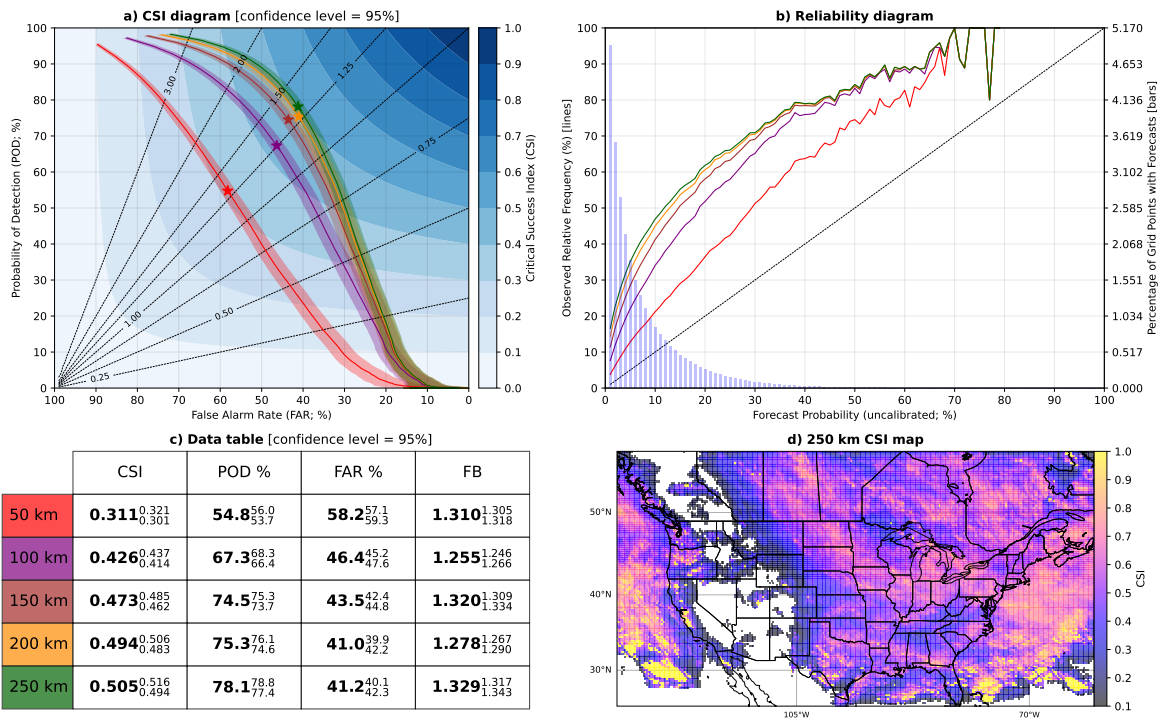 a) CSI diagram [confidence level = 95%]
100
90
80
70
60
50
40
30
20
10
0
Probability of Detection (POD; %)
3.00
2.00
1.50
1.25
0.75
1.00
0.50
0.25
100 90 80 70 60 50 40 30 20 10 0
False Alarm Rate (FAR; %)
1.0
0.9
0.8
0.7
0.6
0.5
0.4
0.3
0.2
0.1
0.0
Critical Success Index (CSI)
b) Reliability diagram
100
90
80
70
60
50
40
30
20
10
0
Observed Relative Frequency (%) [lines]
0 10 20 30 40 50 60 70 80 90 100
Forecast Probability (uncalibrated; %)
5.170
4.653
4.136
3.619
3.102
2.585
2.068
1.551
1.034
0.517
0.000
Percentage of Grid Points with Forecasts [bars]
c) Data table [confidence level = 95%]
CSI POD % FAR % FB
50 km 0.311 0.321 0.301 54.8 56.0 53.7 58.2 57.1 59.3 1.310 1.305 1.318
100 km 0.426 0.437 0.414 67.3 68.3 66.4 46.4 45.2 47.6 1.255 1.246 1.266
150 km 0.473 0.485 0.462 74.5 75.3 73.7 43.5 42.4 44.8 1.320 1.309 1.334
200 km 0.494 0.506 0.483 75.3 76.1 74.6 41.0 39.9 42.2 1.278 1.267 1.290
250 km 0.505 0.516 0.494 78.1 78.8 77.4 41.2 40.1 42.3 1.329 1.317 1.343
d) 250 km CSI map
50°N
40°N
30°N
105°W 70°W
1.0
0.9
0.8
0.7
0.6
0.5
0.4
0.3
0.2
0.1
CSI